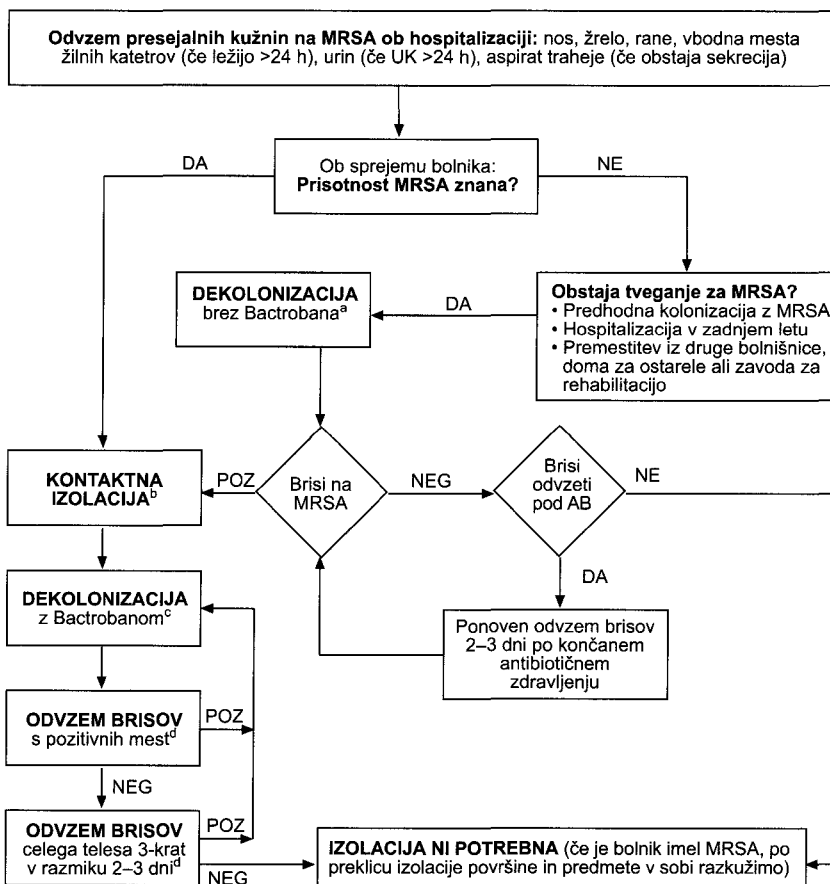 Odvzem presejalnih kužnin na MRSA ob hospitalizaciji: nos, žrelo, rane, vbodna mesta
žilnih katetrov (če ležijo >24 h), urin (če UK >24 h), aspirat traheje (če obstaja sekrecija)
DA
Ob sprejemu bolnika:
Prisotnost MRSA znana?
NE
DEKOLONIZACIJA
brez Bactrobanaᵃ
DA
Obstaja tveganje za MRSA?
• Predhodna kolonizacija z MRSA
• Hospitalizacija v zadnjem letu
• Premestitev iz druge bolnišnice,
doma za ostarele ali zavoda za
rehabilitacijo
KONTAKTNA
IZOLACIJAᵇ
POZ
Brisi na
MRSA
NEG
Brisi
odvzeti
pod AB
NE
DA
DEKOLONIZACIJA
z Bactrobanomᶜ
Ponoven odvzem brisov
2–3 dni po končanem
antibiotičnem
zdravljenju
ODVZEM BRISOV
s pozitivnih mestᵈ
POZ
NEG
ODVZEM BRISOV
celega telesa 3-krat
v razmiku 2–3 dniᵈ
POZ
NEG
IZOLACIJA NI POTREBNA (če je bolnik imel MRSA, po
preklicu izolacije površine in predmete v sobi razkužimo)